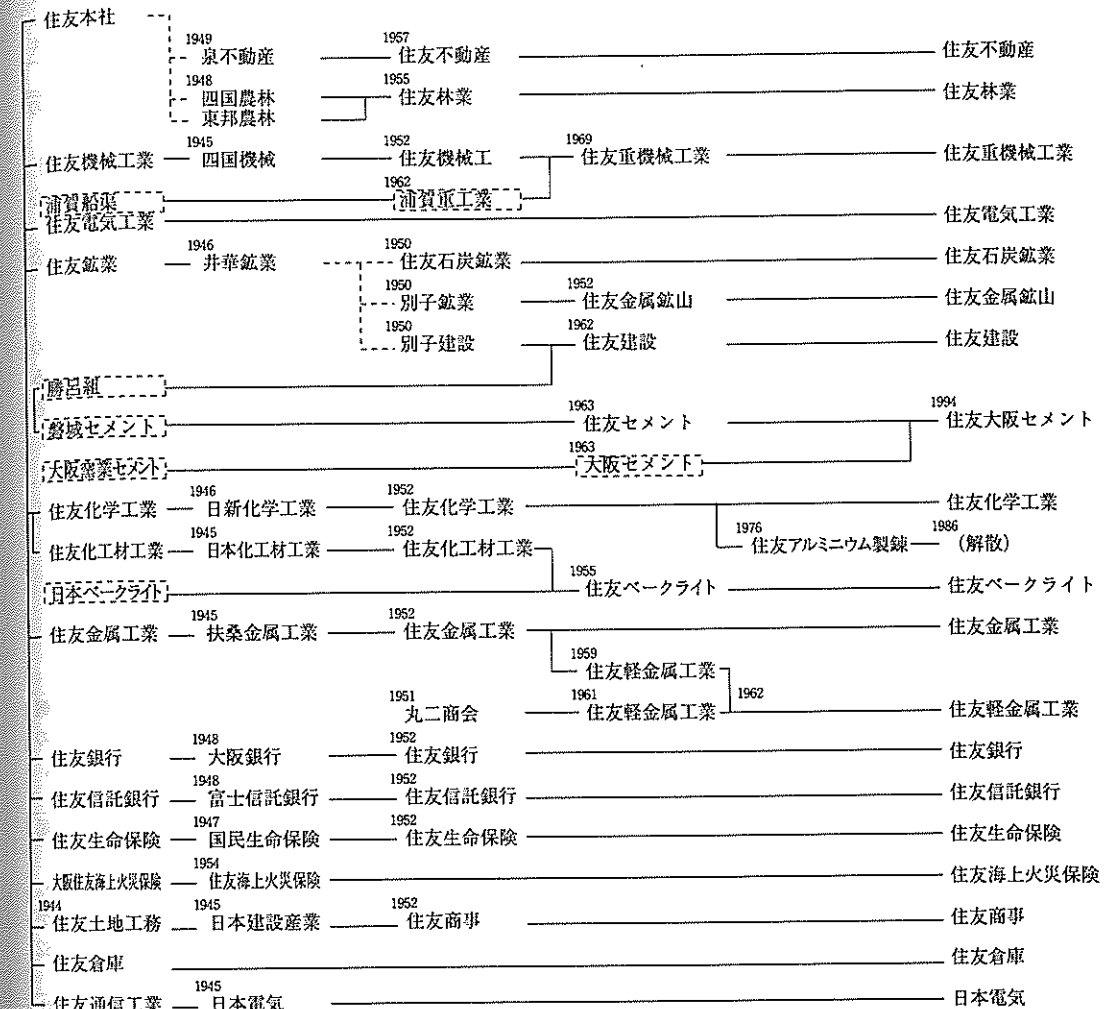 住友本社
1949 1957
泉不動産 住友不動産 住友不動産
1948 1955
四国農林 住友林業 住友林業
東邦農林
1945 1952 1969
住友機械工業 四国機械 住友機械工 住友重機械工業 住友重機械工業
1962
浦賀船渠 浦賀重工業
住友電気工業 住友電気工業
1946 1950
住友鉱業 井華鉱業 住友石炭鉱業 住友石炭鉱業
1950 1952
別子鉱業 住友金属鉱山 住友金属鉱山
1950 1962
別子建設 住友建設 住友建設
勝呂組
1963 1994
磐城セメント 住友セメント 住友大阪セメント
1963
大阪窯業セメント 大阪セメント
1946 1952
住友化学工業 日新化学工業 住友化学工業 住友化学工業
1945 1952 1976 1986
住友化工材工業 日本化工材工業 住友化工材工業 住友アルミニウム製錬 (解散)
1955
日本ベークライト 住友ベークライト 住友ベークライト
1945 1952
住友金属工業 扶桑金属工業 住友金属工業 住友金属工業
1959
住友軽金属工業
1951 1961 1962
丸二商会 住友軽金属工業 住友軽金属工業
1948 1952
住友銀行 大阪銀行 住友銀行 住友銀行
1948 1952
住友信託銀行 富士信託銀行 住友信託銀行 住友信託銀行
1947 1952
住友生命保険 国民生命保険 住友生命保険 住友生命保険
1954
大阪住友海上火災保険 住友海上火災保険 住友海上火災保険
1944 1945 1952
住友土地工務 日本建設産業 住友商事 住友商事
住友倉庫 住友倉庫
1945
住友通信工業 日本電気 日本電気